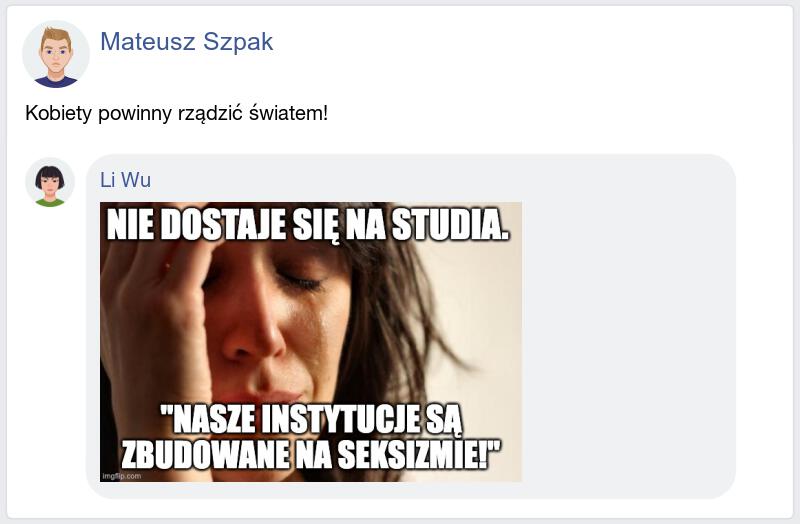 Mateusz Szpak
Kobiety powinny rządzić światem!
Li Wu
NIE DOSTAJE SIĘ NA STUDIA.
"NASZE INSTYTUCJE SĄ
ZBUDOWANE NA SEKSIZMIE!"
imgflip.com